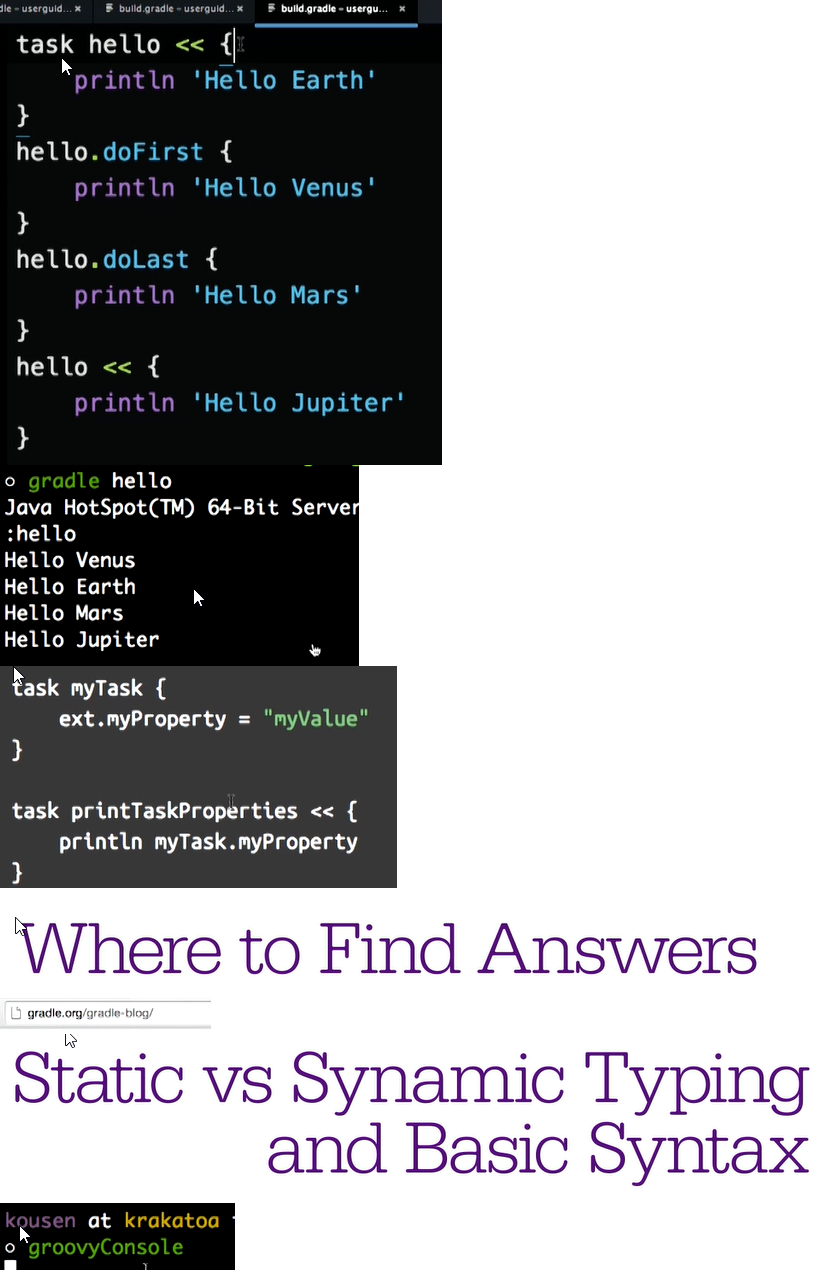 dle – userguid... × build.gradle – userguid... × build.gradle – usergu... ×
task hello << {
println 'Hello Earth'
}
hello.doFirst {
println 'Hello Venus'
}
hello.doLast {
println 'Hello Mars'
}
hello << {
println 'Hello Jupiter'
}
gradle hello
Java HotSpot(TM) 64-Bit Server
:hello
Hello Venus
Hello Earth
Hello Mars
Hello Jupiter
task myTask {
ext.myProperty = "myValue"
}
task printTaskProperties << {
println myTask.myProperty
}
Where to Find Answers
gradle.org/gradle-blog/
Static vs Synamic Typing
and Basic Syntax
kousen at krakatoa
groovyConsole